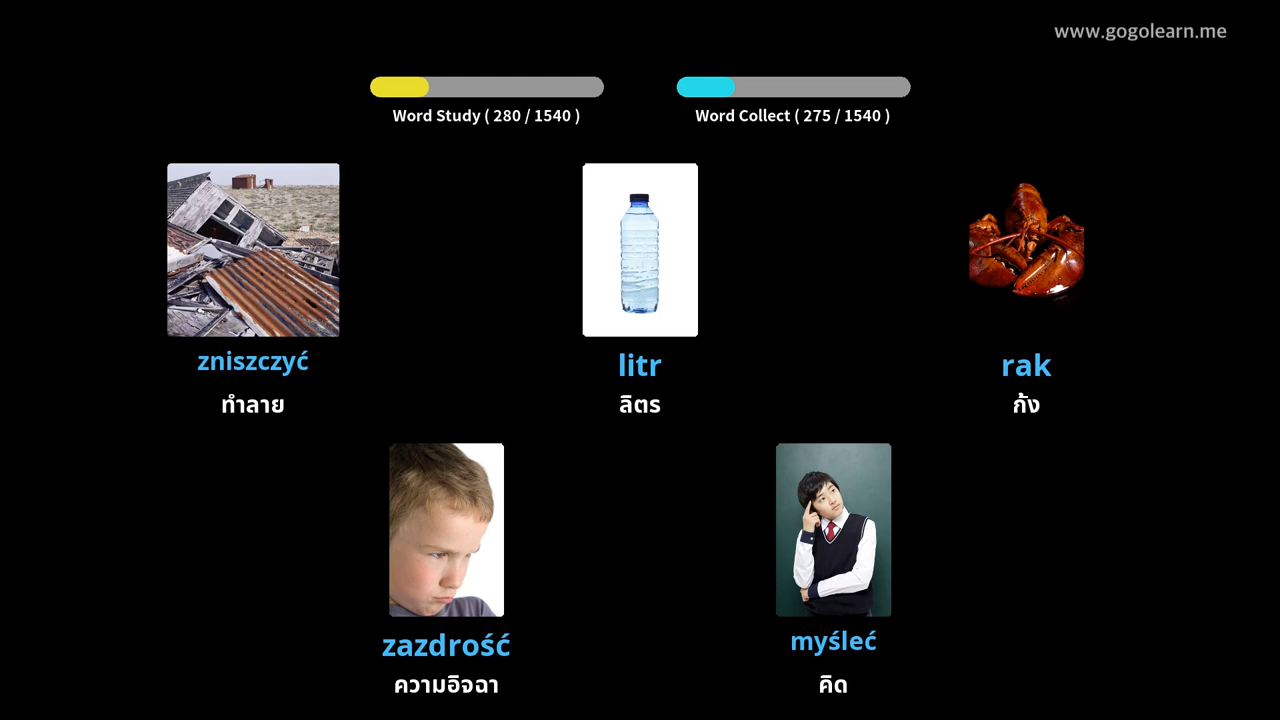 www.gogolearn.me
Word Study ( 280 / 1540 )
Word Collect ( 275 / 1540 )
zniszczyć
ทำลาย
litr
ลิตร
rak
กั้ง
zazdrość
ความอิจฉา
myśleć
คิด